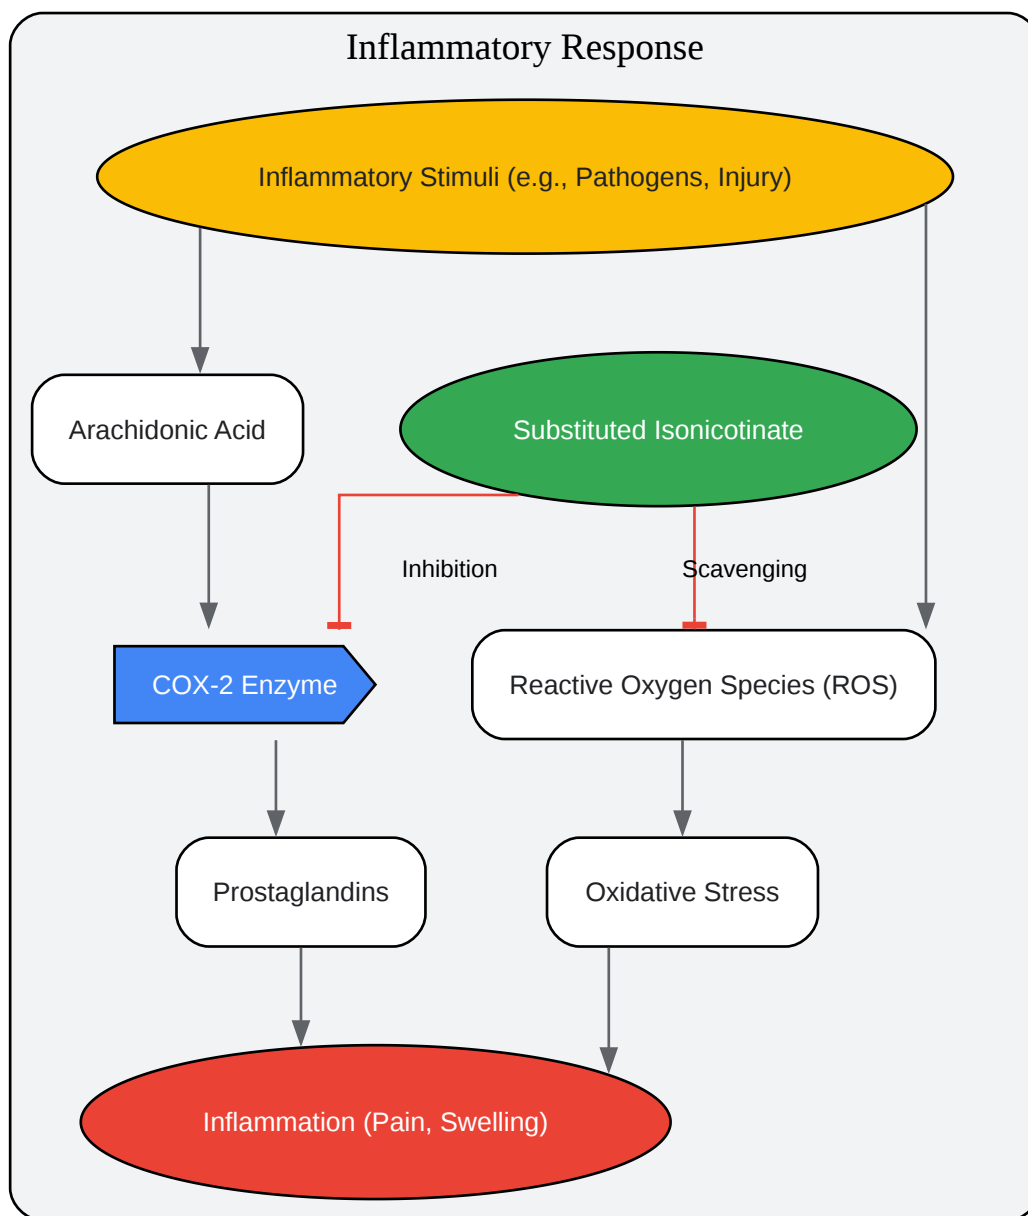 Inflammatory Response
Inflammatory Stimuli (e.g., Pathogens, Injury)
Arachidonic Acid
Substituted Isonicotinate
Inhibition
Scavenging
COX-2 Enzyme
Reactive Oxygen Species (ROS)
Prostaglandins
Oxidative Stress
Inflammation (Pain, Swelling)